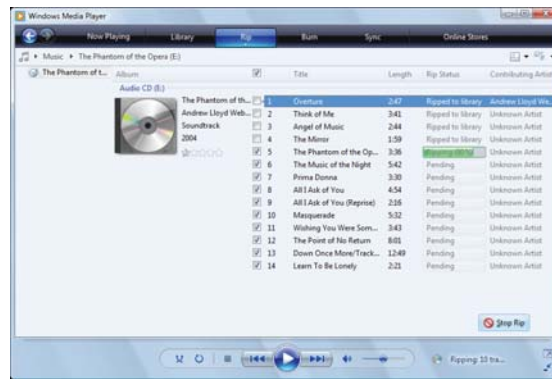 Windows Media Player
Now Playing Library Rip Burn Sync Online Stores
Music The Phantom of the Opera (E:)
The Phantom of t... Album Title Length Rip Status Contributing Artist
Audio CD (E:)
The Phantom of th... 1 Overture 2:47 Ripped to library Andrew Lloyd We...
Andrew Lloyd Web... 2 Think of Me 3:41 Ripped to library Unknown Artist
Soundtrack 3 Angel of Music 2:44 Ripped to library Unknown Artist
2004 4 The Mirror 1:59 Ripped to library Unknown Artist
5 The Phantom of the Op... 3:36 Unknown Artist
6 The Music of the Night 5:42 Pending Unknown Artist
7 Prima Donna 3:30 Pending Unknown Artist
8 All I Ask of You 4:54 Pending Unknown Artist
9 All I Ask of You (Reprise) 2:16 Pending Unknown Artist
10 Masquerade 5:32 Pending Unknown Artist
11 Wishing You Were Som... 3:43 Pending Unknown Artist
12 The Point of No Return 8:01 Pending Unknown Artist
13 Down Once More/Track... 12:49 Pending Unknown Artist
14 Learn To Be Lonely 2:21 Pending Unknown Artist
Stop Rip
Ripping: 10 tra...